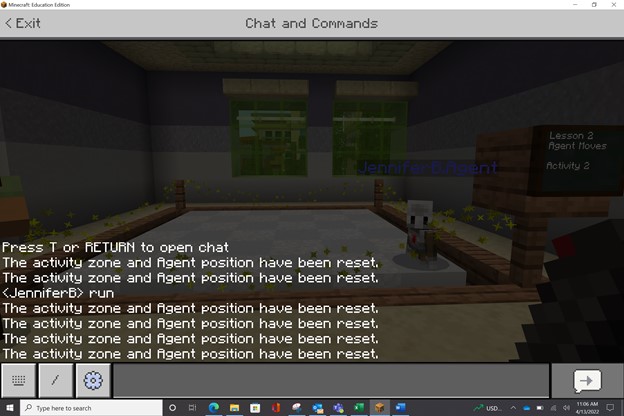 Minecraft: Education Edition
< Exit
Chat and Commands
Jennifer B.Agent
Lesson 2
Agent Moves
Activity 2
Press T or RETURN to open chat
The activity zone and Agent position have been reset.
The activity zone and Agent position have been reset.
<JenniferB> run
The activity zone and Agent position have been reset.
The activity zone and Agent position have been reset.
The activity zone and Agent position have been reset.
The activity zone and Agent position have been reset.
/
Type here to search
USD...
11:06 AM
4/13/2022